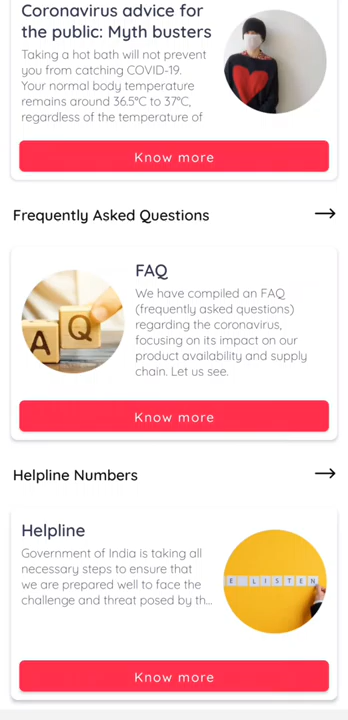 Coronavirus advice for
the public: Myth busters
Taking a hot bath will not prevent
you from catching COVID-19.
Your normal body temperature
remains around 36.5°C to 37°C,
regardless of the temperature of
Know more
Frequently Asked Questions
FAQ
We have compiled an FAQ
(frequently asked questions)
regarding the coronavirus,
focusing on its impact on our
product availability and supply
chain. Let us see.
A
Q
Know more
Helpline Numbers
Helpline
Government of India is taking all
necessary steps to ensure that
we are prepared well to face the
challenge and threat posed by th...
E LISTEN
Know more